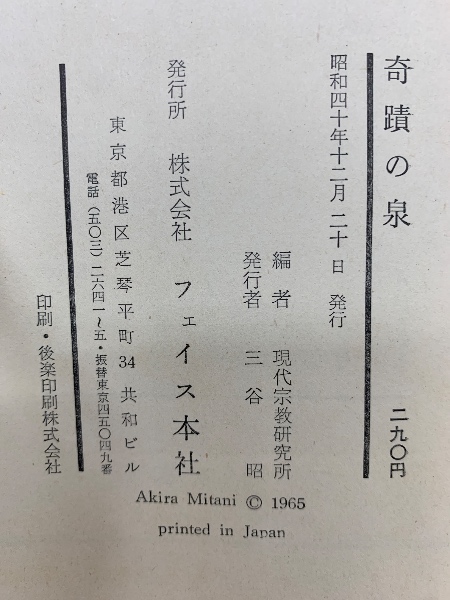 奇蹟の泉
二九〇円
昭和四十年十二月二十日 発行
編者 現代宗教研究所
発行者 三谷昭
発行所 株式会社 フェイス本社
東京都港区芝琴平町34 共和ビル
電話(五〇三)二六四一〜五・振替東京四五〇四九番
印刷・後楽印刷株式会社
Akira Mitani © 1965
printed in Japan